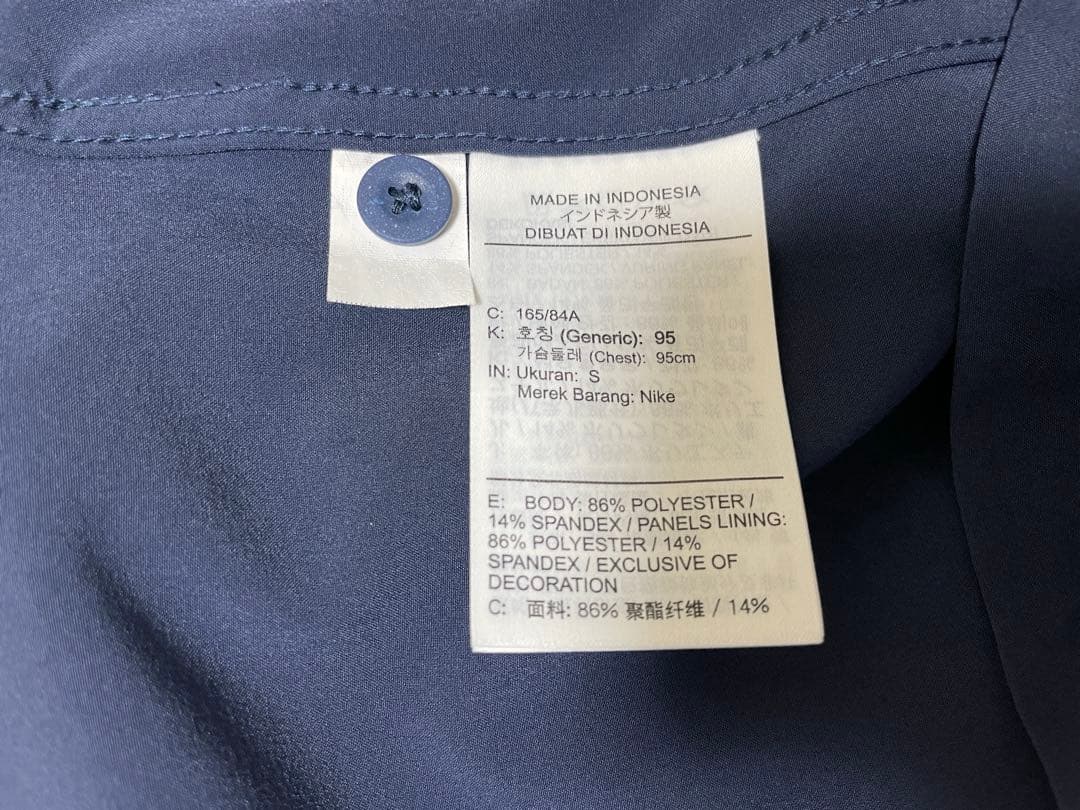 MADE IN INDONESIA
インドネシア製
DIBUAT DI INDONESIA
C: 165/84A
K: 호칭 (Generic): 95
가슴둘레 (Chest): 95cm
IN: Ukuran: S
Merek Barang: Nike
E: BODY: 86% POLYESTER /
14% SPANDEX / PANELS LINING:
86% POLYESTER / 14%
SPANDEX / EXCLUSIVE OF
DECORATION
C: 面料: 86% 聚酯纤维 / 14%